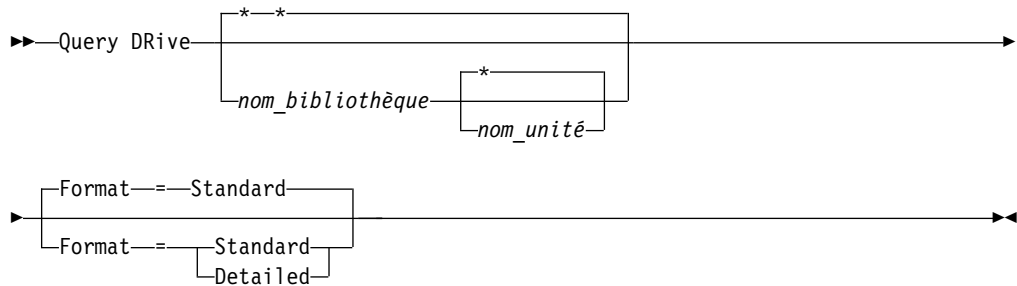 * *
Query DRive
*
nom_bibliothèque
nom_unité
Format = Standard
Format = Standard
Detailed